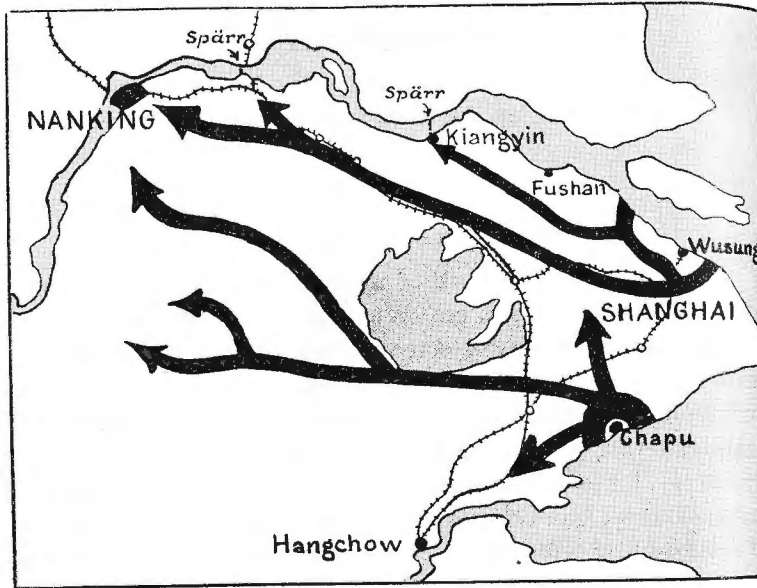 Spärr
Spärr
NANKING
Kiangyin
Fushan
Wusung
SHANGHAI
Chapu
Hangchow